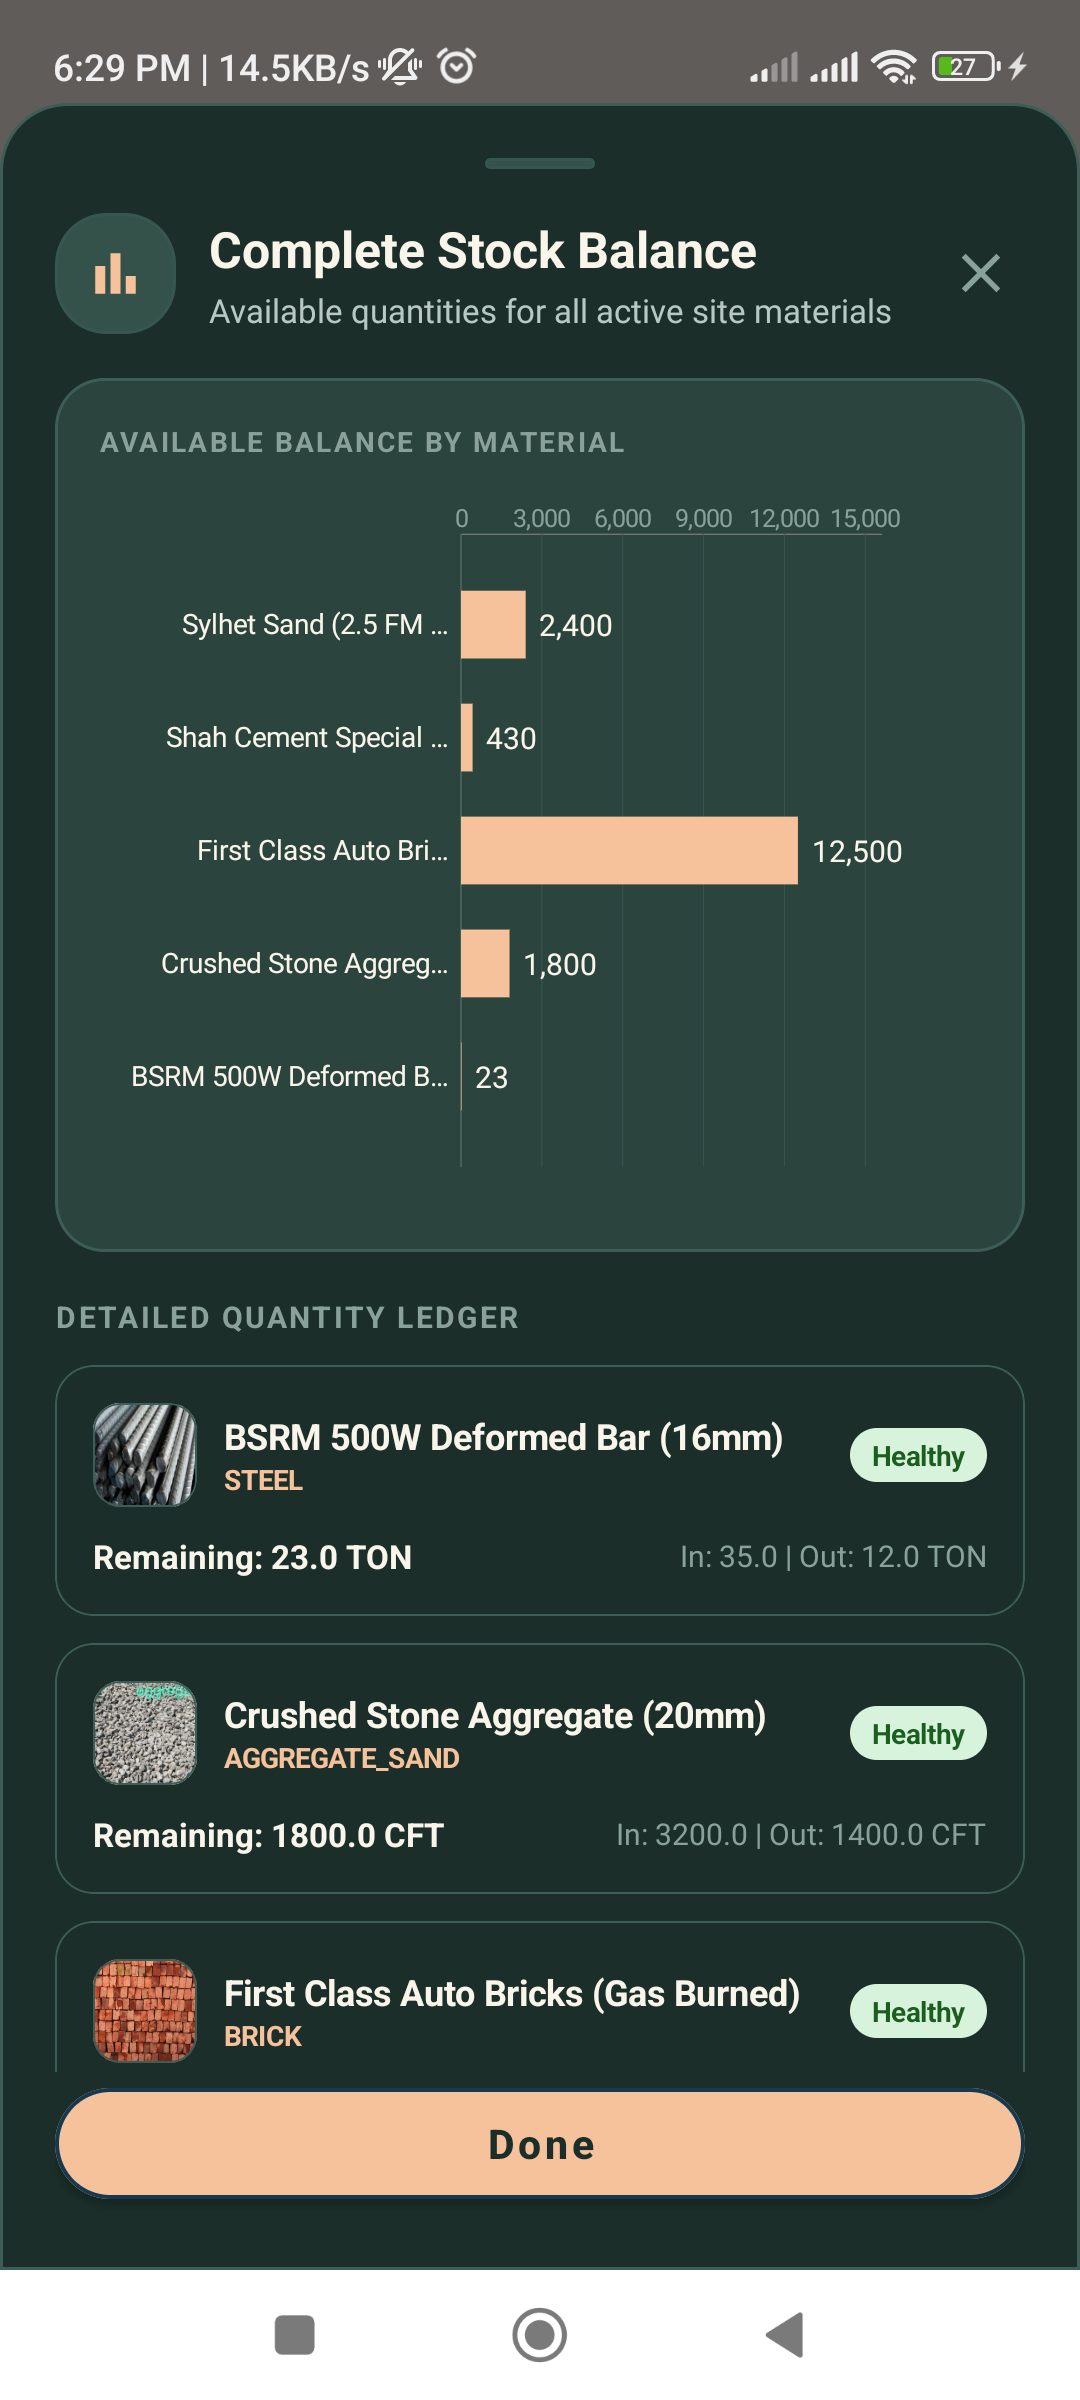 6:29 PM | 14.5KB/s
27
Complete Stock Balance
Available quantities for all active site materials
AVAILABLE BALANCE BY MATERIAL
0 3,000 6,000 9,000 12,000 15,000
Sylhet Sand (2.5 FM ... 2,400
Shah Cement Special ... 430
First Class Auto Bri... 12,500
Crushed Stone Aggreg... 1,800
BSRM 500W Deformed B... 23
DETAILED QUANTITY LEDGER
BSRM 500W Deformed Bar (16mm)
STEEL
Healthy
Remaining: 23.0 TON
In: 35.0 | Out: 12.0 TON
Crushed Stone Aggregate (20mm)
AGGREGATE_SAND
Healthy
Remaining: 1800.0 CFT
In: 3200.0 | Out: 1400.0 CFT
First Class Auto Bricks (Gas Burned)
BRICK
Healthy
Done